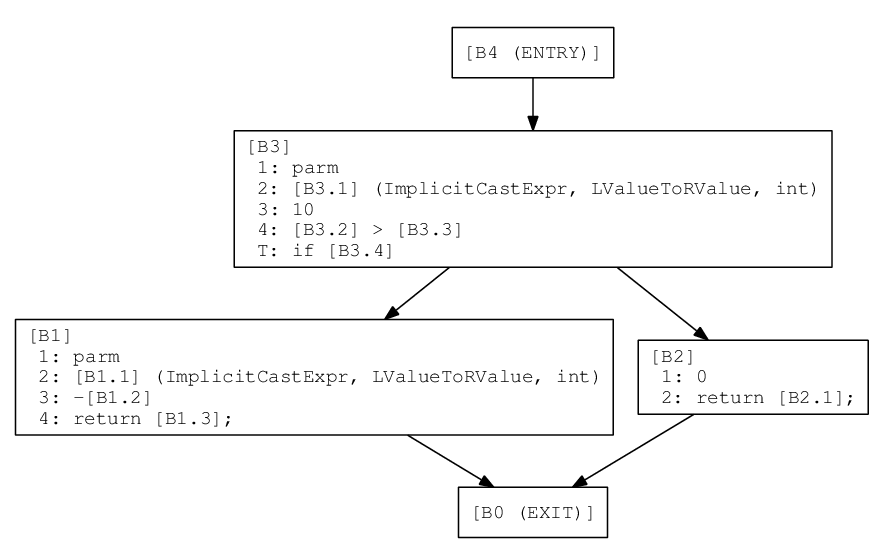 [B4 (ENTRY)]
[B3]
1: parm
2: [B3.1] (ImplicitCastExpr, LValueToRValue, int)
3: 10
4: [B3.2] > [B3.3]
T: if [B3.4]
[B1]
1: parm
2: [B1.1] (ImplicitCastExpr, LValueToRValue, int)
3: -[B1.2]
4: return [B1.3];
[B2]
1: 0
2: return [B2.1];
[B0 (EXIT)]